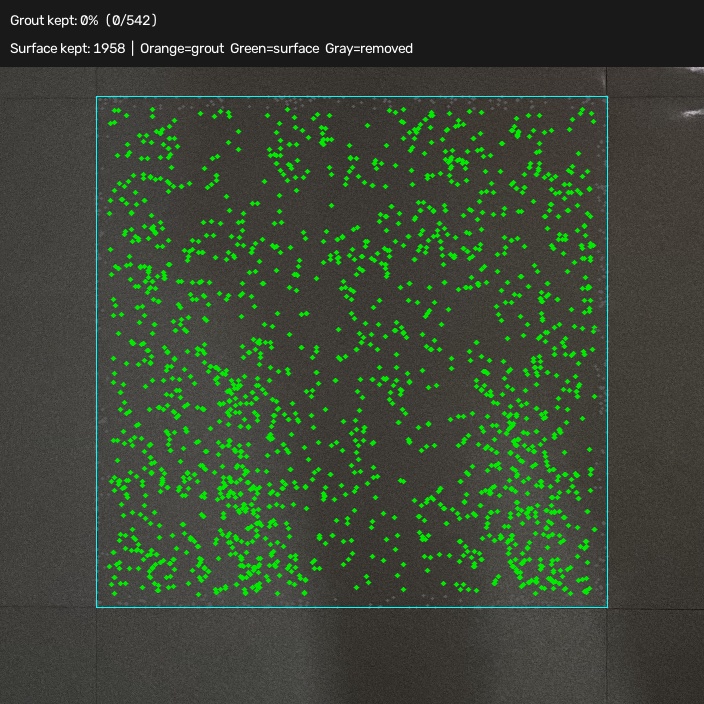 Grout kept: 0% (0/542)
Surface kept: 1958 | Orange=grout Green=surface Gray=removed